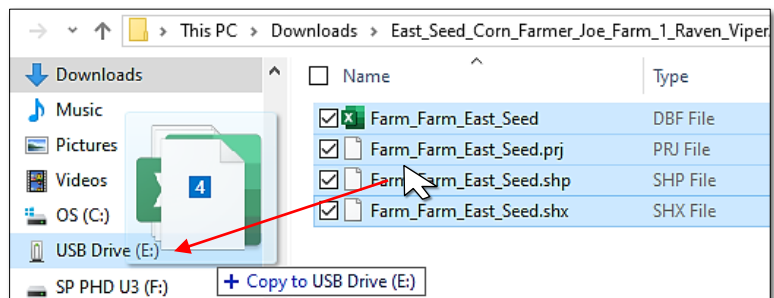 This PC > Downloads > East_Seed_Corn_Farmer_Joe_Farm_1_Raven_Viper.
Downloads
Name Type
Music
Farm_Farm_East_Seed DBF File
Pictures
Farm_Farm_East_Seed.prj PRJ File
Videos
4
Farm_Farm_East_Seed.shp SHP File
OS (C:)
Farm_Farm_East_Seed.shx SHX File
USB Drive (E:)
+ Copy to USB Drive (E:)
SP PHD U3 (F:)